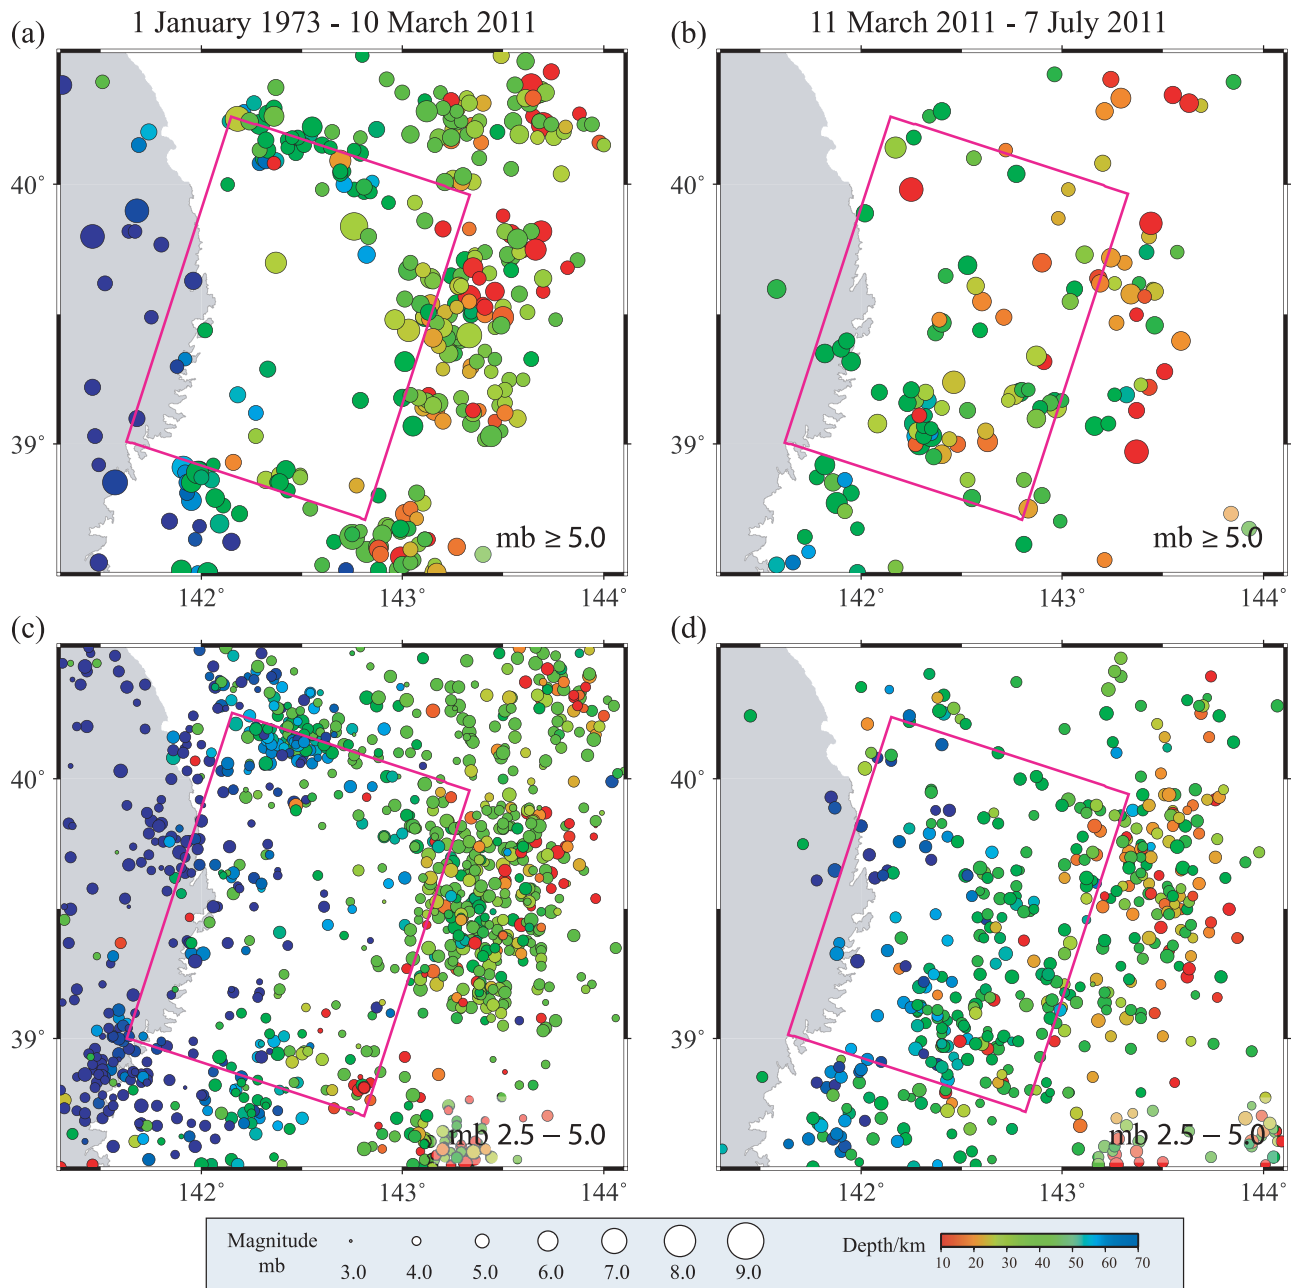 (a) 1 January 1973 - 10 March 2011
(b) 11 March 2011 - 7 July 2011
40°
39°
mb ≥ 5.0
142° 143° 144°
40°
39°
mb ≥ 5.0
142° 143° 144°
(c)
(d)
40°
39°
mb 2.5 – 5.0
142° 143° 144°
40°
39°
mb 2.5 – 5.0
142° 143° 144°
Magnitude
mb
3.0 4.0 5.0 6.0 7.0 8.0 9.0
Depth/km
10 20 30 40 50 60 70